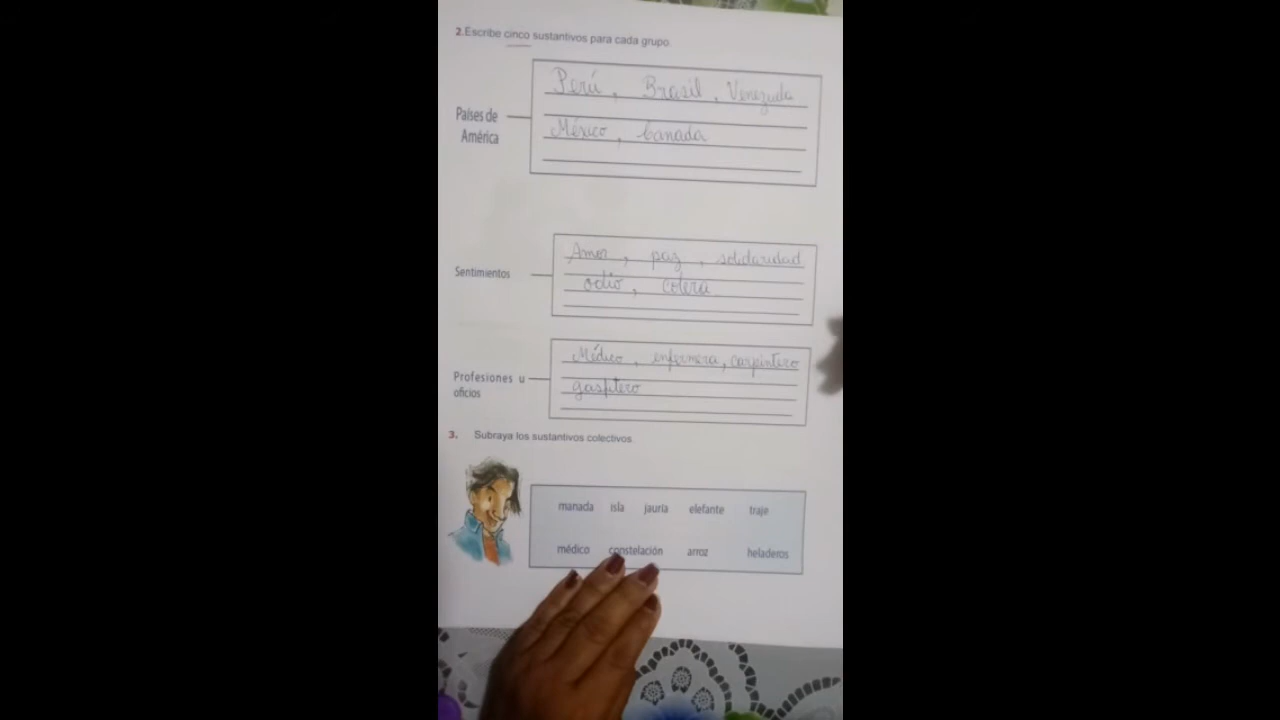 2.Escribe cinco sustantivos para cada grupo.
Países de
América
Perú, Brasil, Venezuela
México, Canada
Sentimientos
Amor, paz, solidaridad
odio, colera
Profesiones u
oficios
Médico, enfermera, carpintero
gasfitero
3. Subraya los sustantivos colectivos
manada isla jauría elefante traje
médico constelación arroz heladeros